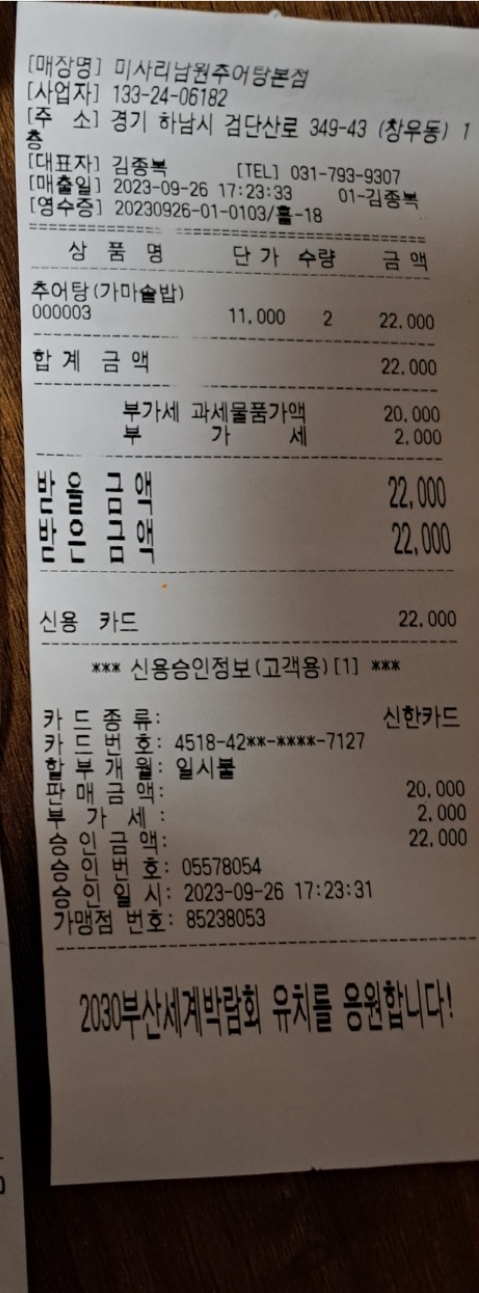 [매장명] 미사리남원추어탕본점
[사업자] 133-24-06182
[주 소] 경기 하남시 검단산로 349-43 (창우동) 1
층
[대표자] 김종복 [TEL] 031-793-9307
[매출일] 2023-09-26 17:23:33 01-김종복
[영수증] 20230926-01-0103/홀-18
상 품 명 단 가 수량 금 액
추어탕(가마솥밥)
000003 11,000 2 22,000
합 계 금 액 22,000
부가세 과세물품가액 20,000
부 가 세 2,000
받 을 금 액 22,000
받 은 금 액 22,000
신용 카드 22,000
*** 신용승인정보(고객용)[1] ***
카 드 종 류: 신한카드
카 드 번 호: 4518-42**-****-7127
할 부 개 월: 일시불
판 매 금 액: 20,000
부 가 세 : 2,000
승 인 금 액: 22,000
승 인 번 호: 05578054
승 인 일 시: 2023-09-26 17:23:31
가맹점 번호: 85238053
2030부산세계박람회 유치를 응원합니다!